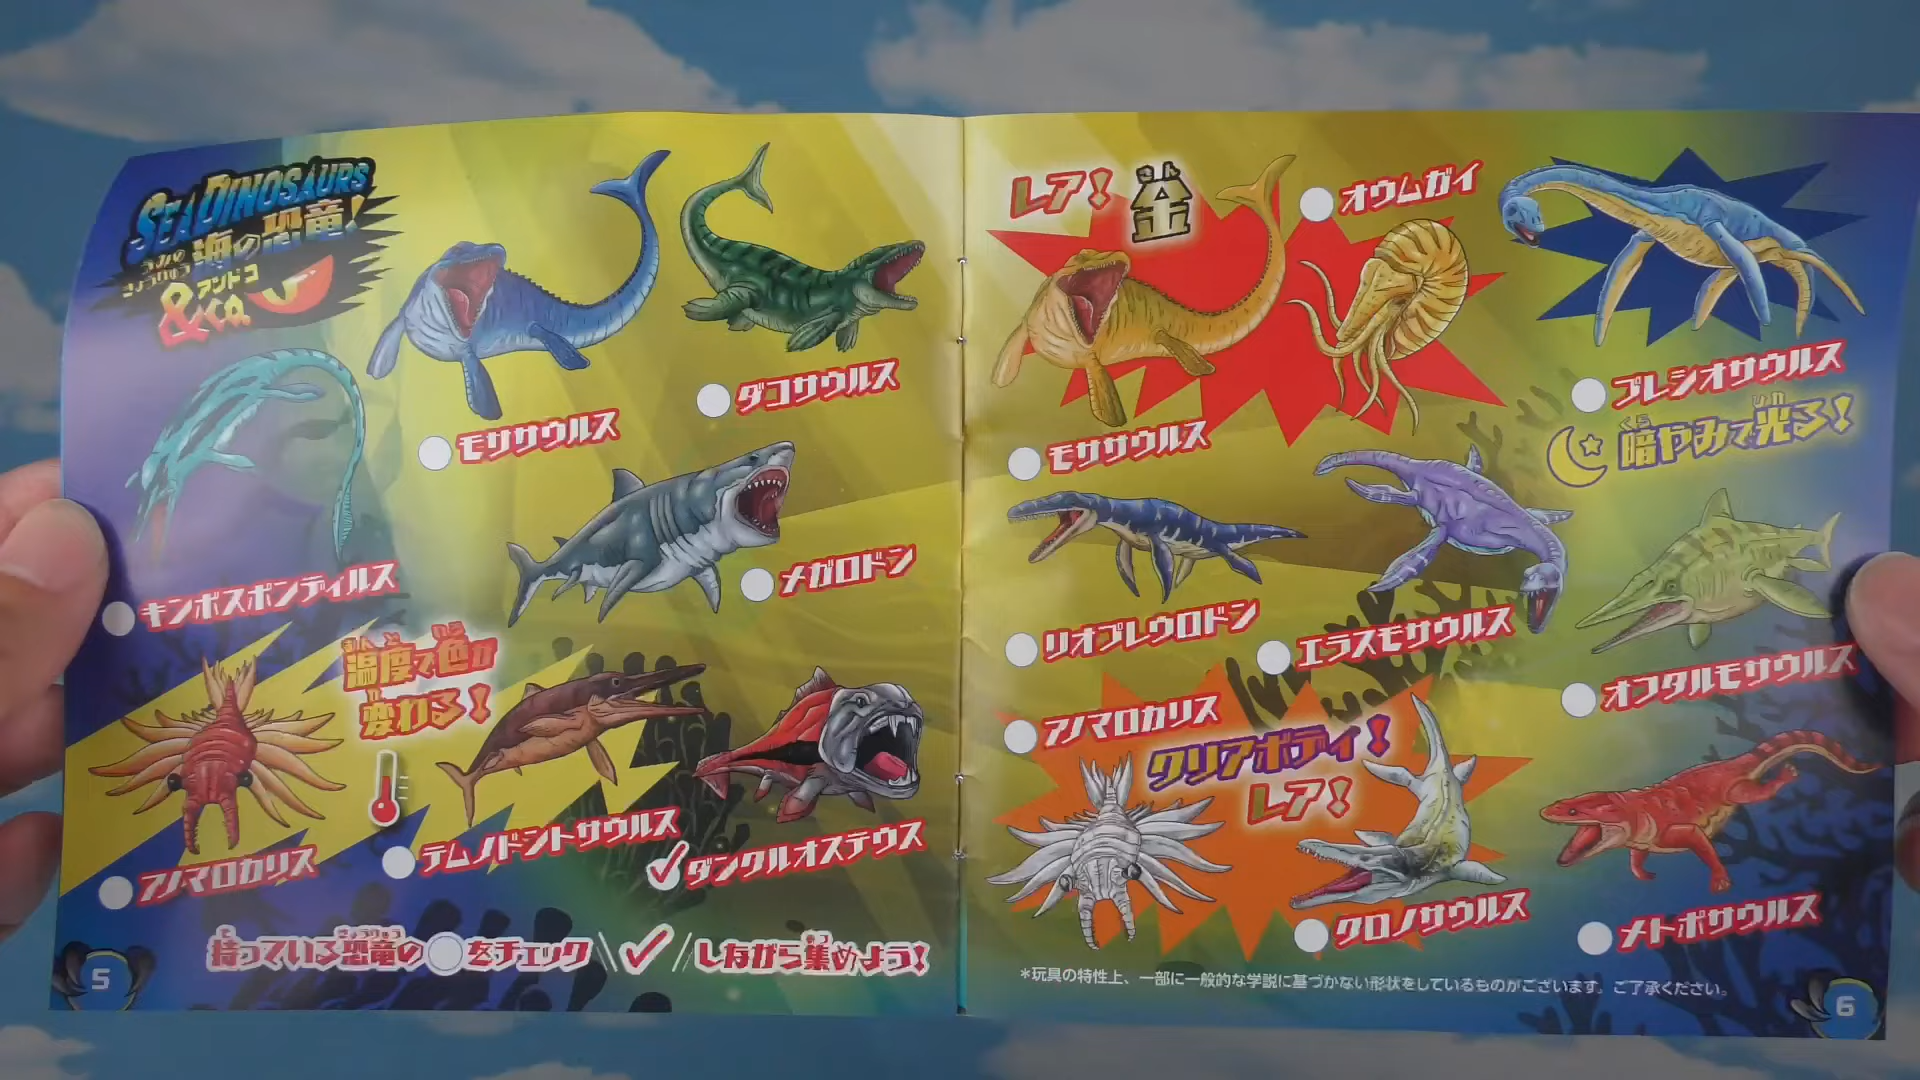 SEA DINOSAURS
海の恐竜!
うみの
きょうりゅう
&くA
アンドコ
モササウルス
ダコサウルス
キンボスポンディルス
メガロドン
温度で色が
変わる!
アノマロカリス
テムノドントサウルス
ダンクルオステウス
持っている恐竜の
をチェック
しながら集めよう!
5
レア!
金
きん
オウムガイ
モササウルス
プレシオサウルス
暗やみで光る!
リオプレウロドン
エラスモサウルス
オフタルモサウルス
アノマロカリス
クリアボディ!
レア!
クロノサウルス
メトポサウルス
*玩具の特性上、一部に一般的な学説に基づかない形状をしているものがございます。ご了承ください。
6